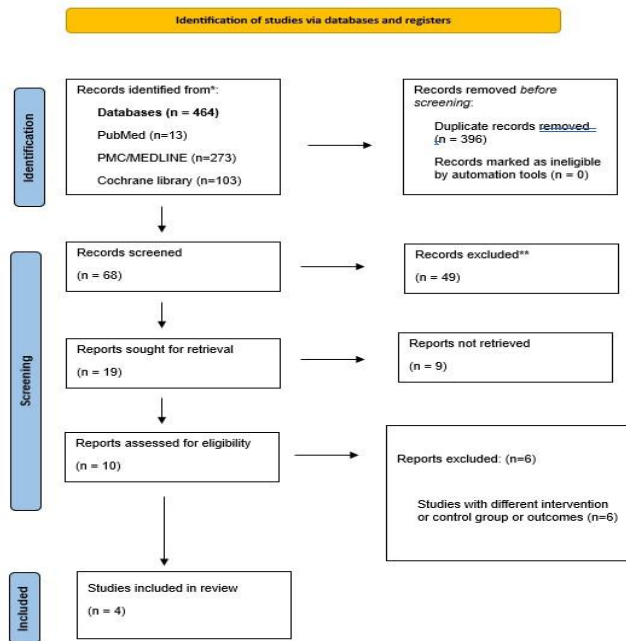 Identification of studies via databases and registers
Identification
Records identified from*:
Databases (n = 464)
PubMed (n=13)
PMC/MEDLINE (n=273)
Cochrane library (n=103)
Records removed before
screening:
Duplicate records removed
(n = 396)
Records marked as ineligible
by automation tools (n = 0)
Screening
Records screened
(n = 68)
Records excluded**
(n = 49)
Reports sought for retrieval
(n = 19)
Reports not retrieved
(n = 9)
Reports assessed for eligibility
(n = 10)
Reports excluded: (n=6)
Studies with different intervention
or control group or outcomes (n=6)
Included
Studies included in review
(n = 4)